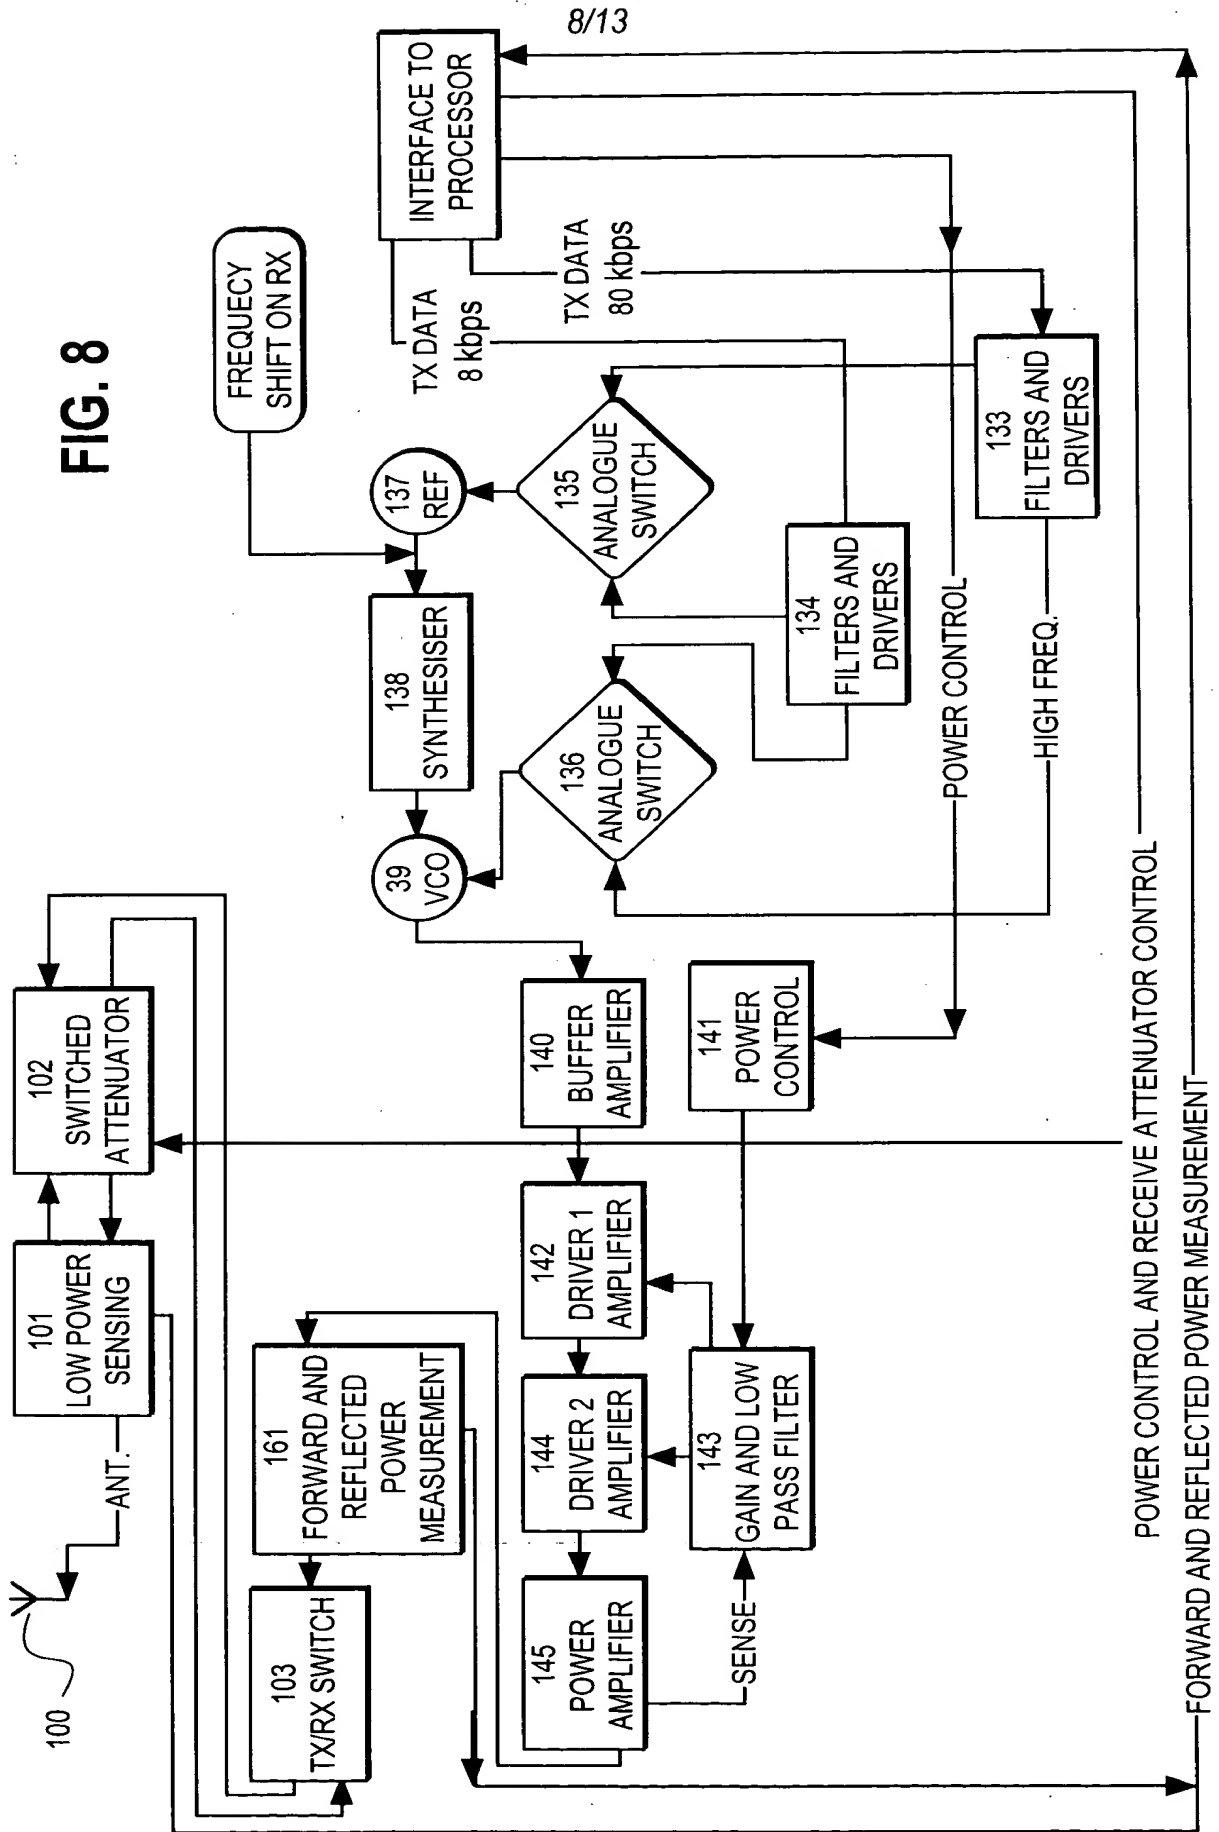 8/13
FIG. 8
100
ANT.
101
LOW POWER
SENSING
102
SWITCHED
ATTENUATOR
103
TX/RX SWITCH
161
FORWARD AND
REFLECTED
POWER
MEASUREMENT
FREQUECY
SHIFT ON RX
INTERFACE TO
PROCESSOR
39
VCO
138
SYNTHESISER
137
REF
TX DATA
8 kbps
TX DATA
80 kbps
145
POWER
AMPLIFIER
144
DRIVER 2
AMPLIFIER
142
DRIVER 1
AMPLIFIER
140
BUFFER
AMPLIFIER
136
ANALOGUE
SWITCH
135
ANALOGUE
SWITCH
SENSE
143
GAIN AND LOW
PASS FILTER
141
POWER
CONTROL
134
FILTERS AND
DRIVERS
POWER CONTROL
HIGH FREQ.
133
FILTERS AND
DRIVERS
POWER CONTROL AND RECEIVE ATTENUATOR CONTROL
FORWARD AND REFLECTED POWER MEASUREMENT